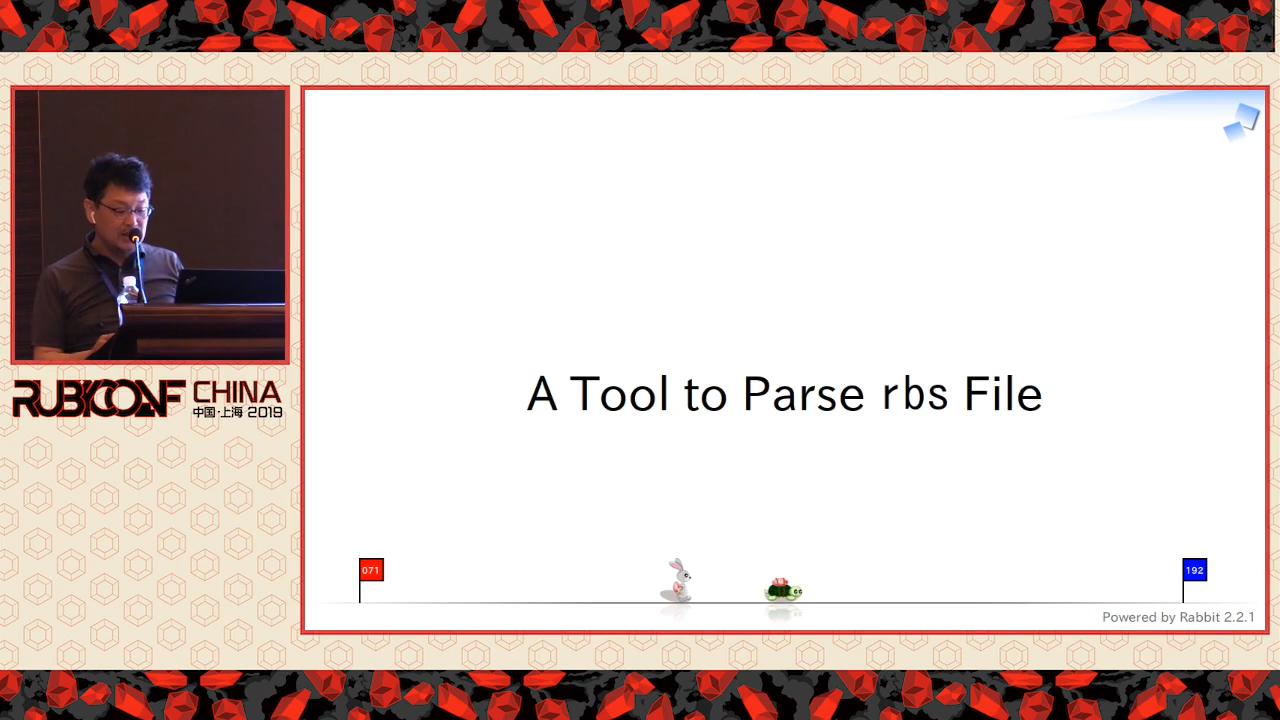 RUBYCONF CHINA
中国·上海 2019
A Tool to Parse rbs File
071
192
Powered by Rabbit 2.2.1